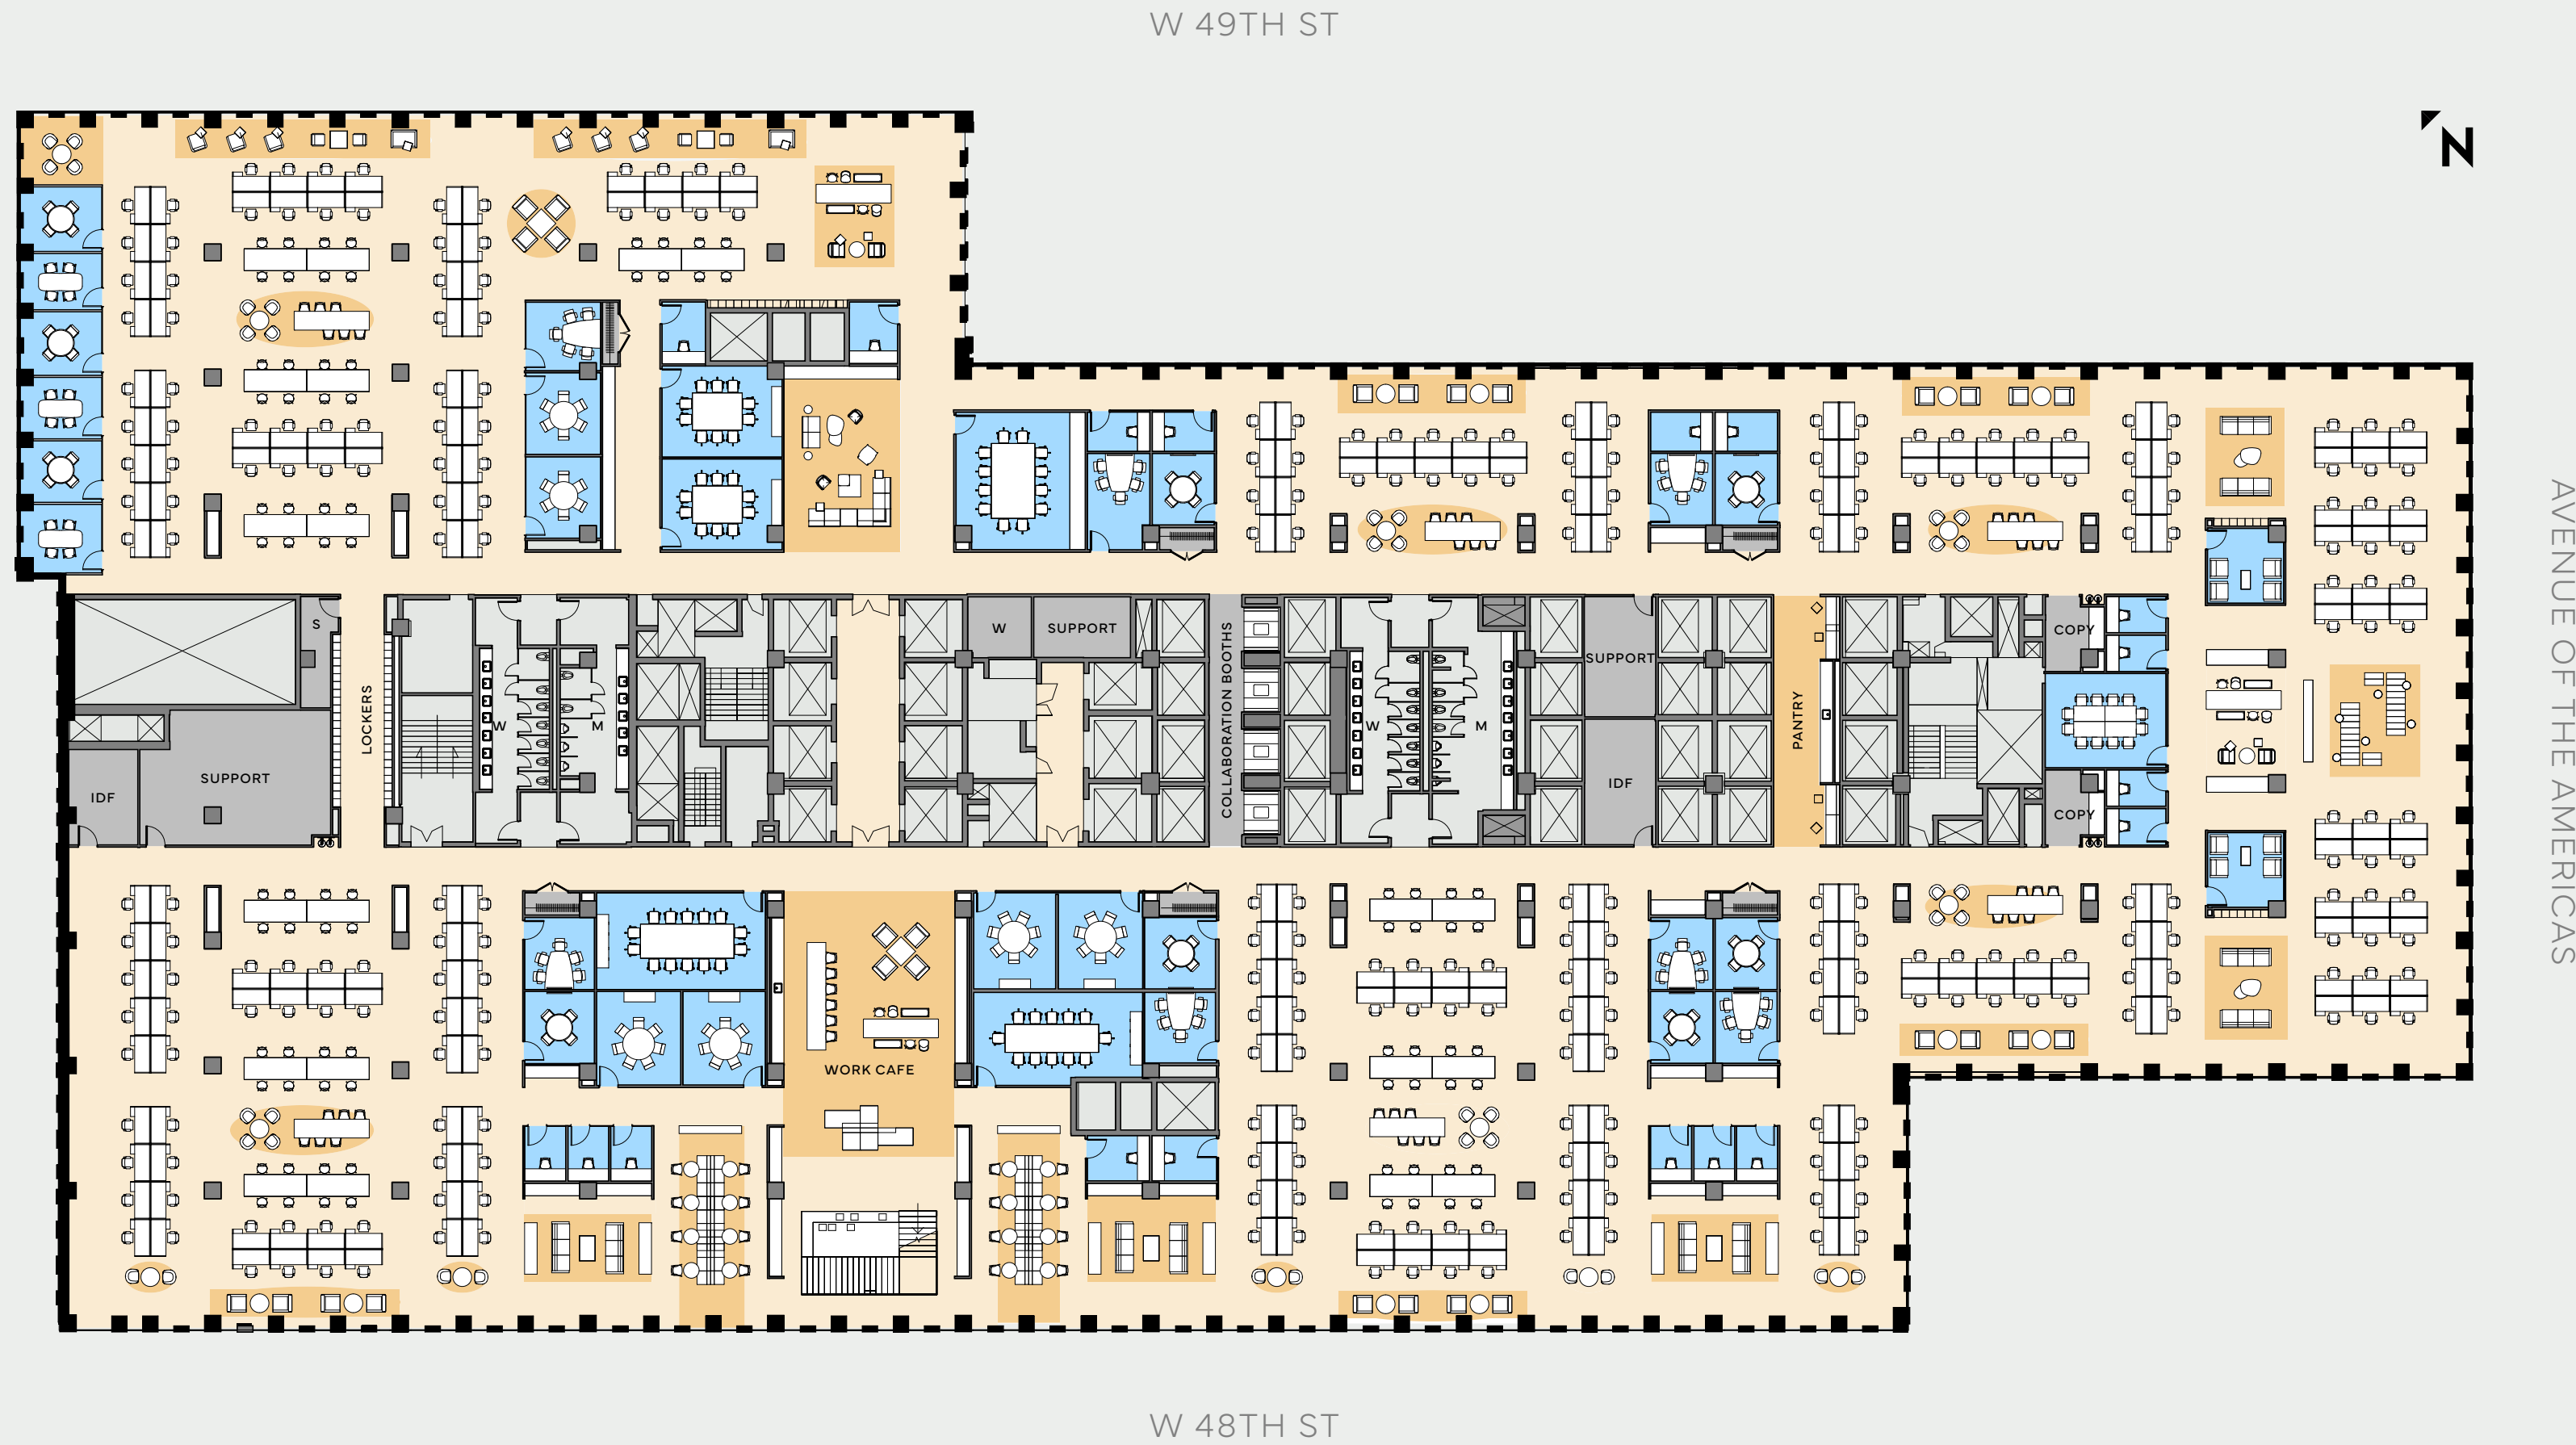 W 49TH ST
N
AVENUE OF THE AMERICAS
S
W
SUPPORT
COPY
SUPPORT
LOCKERS
COLLABORATION BOOTHS
PANTRY
W
M
W
M
SUPPORT
IDF
IDF
COPY
WORK CAFE
W 48TH ST